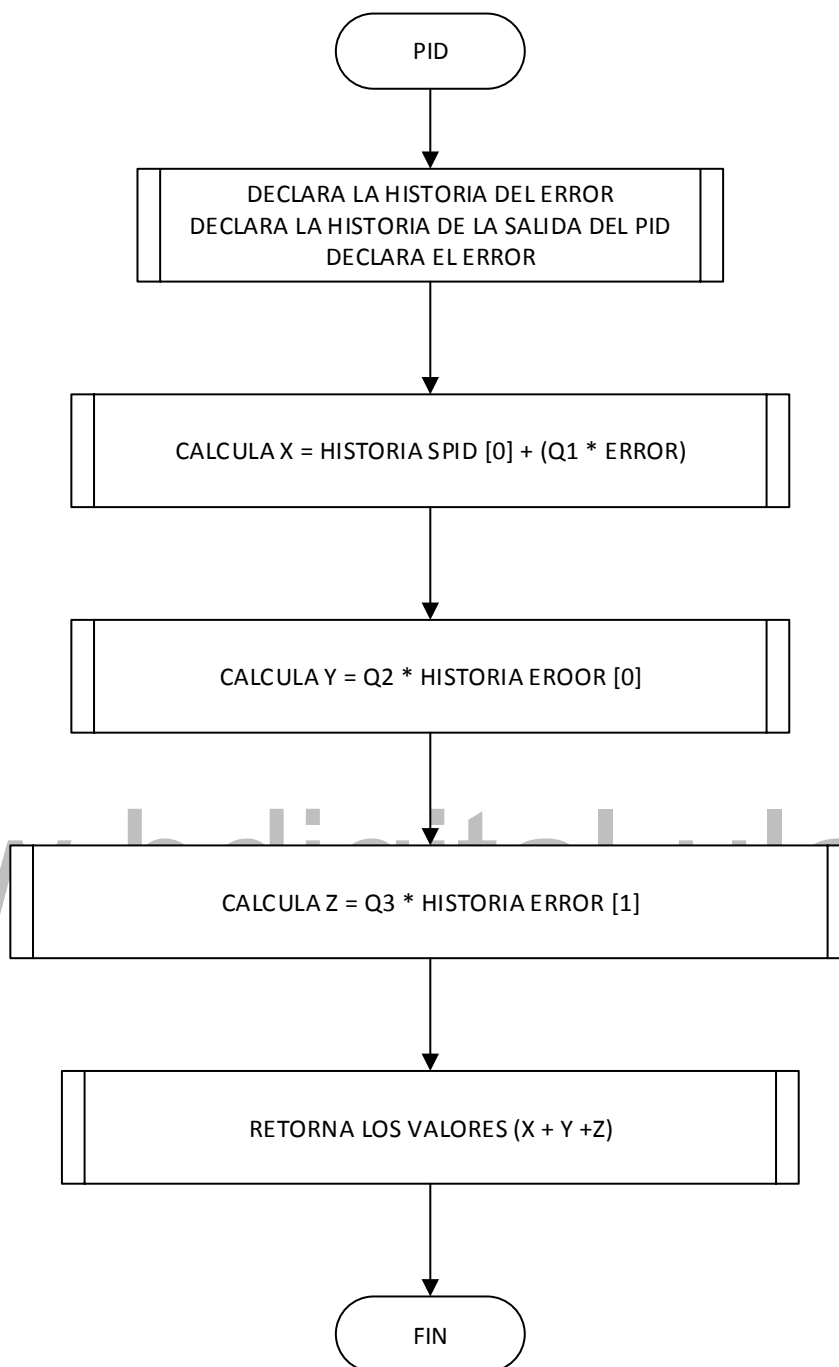 PID
DECLARA LA HISTORIA DEL ERROR
DECLARA LA HISTORIA DE LA SALIDA DEL PID
DECLARA EL ERROR
CALCULA X = HISTORIA SPID [0] + (Q1 * ERROR)
CALCULA Y = Q2 * HISTORIA EROOR [0]
CALCULA Z = Q3 * HISTORIA ERROR [1]
RETORNA LOS VALORES (X + Y +Z)
FIN